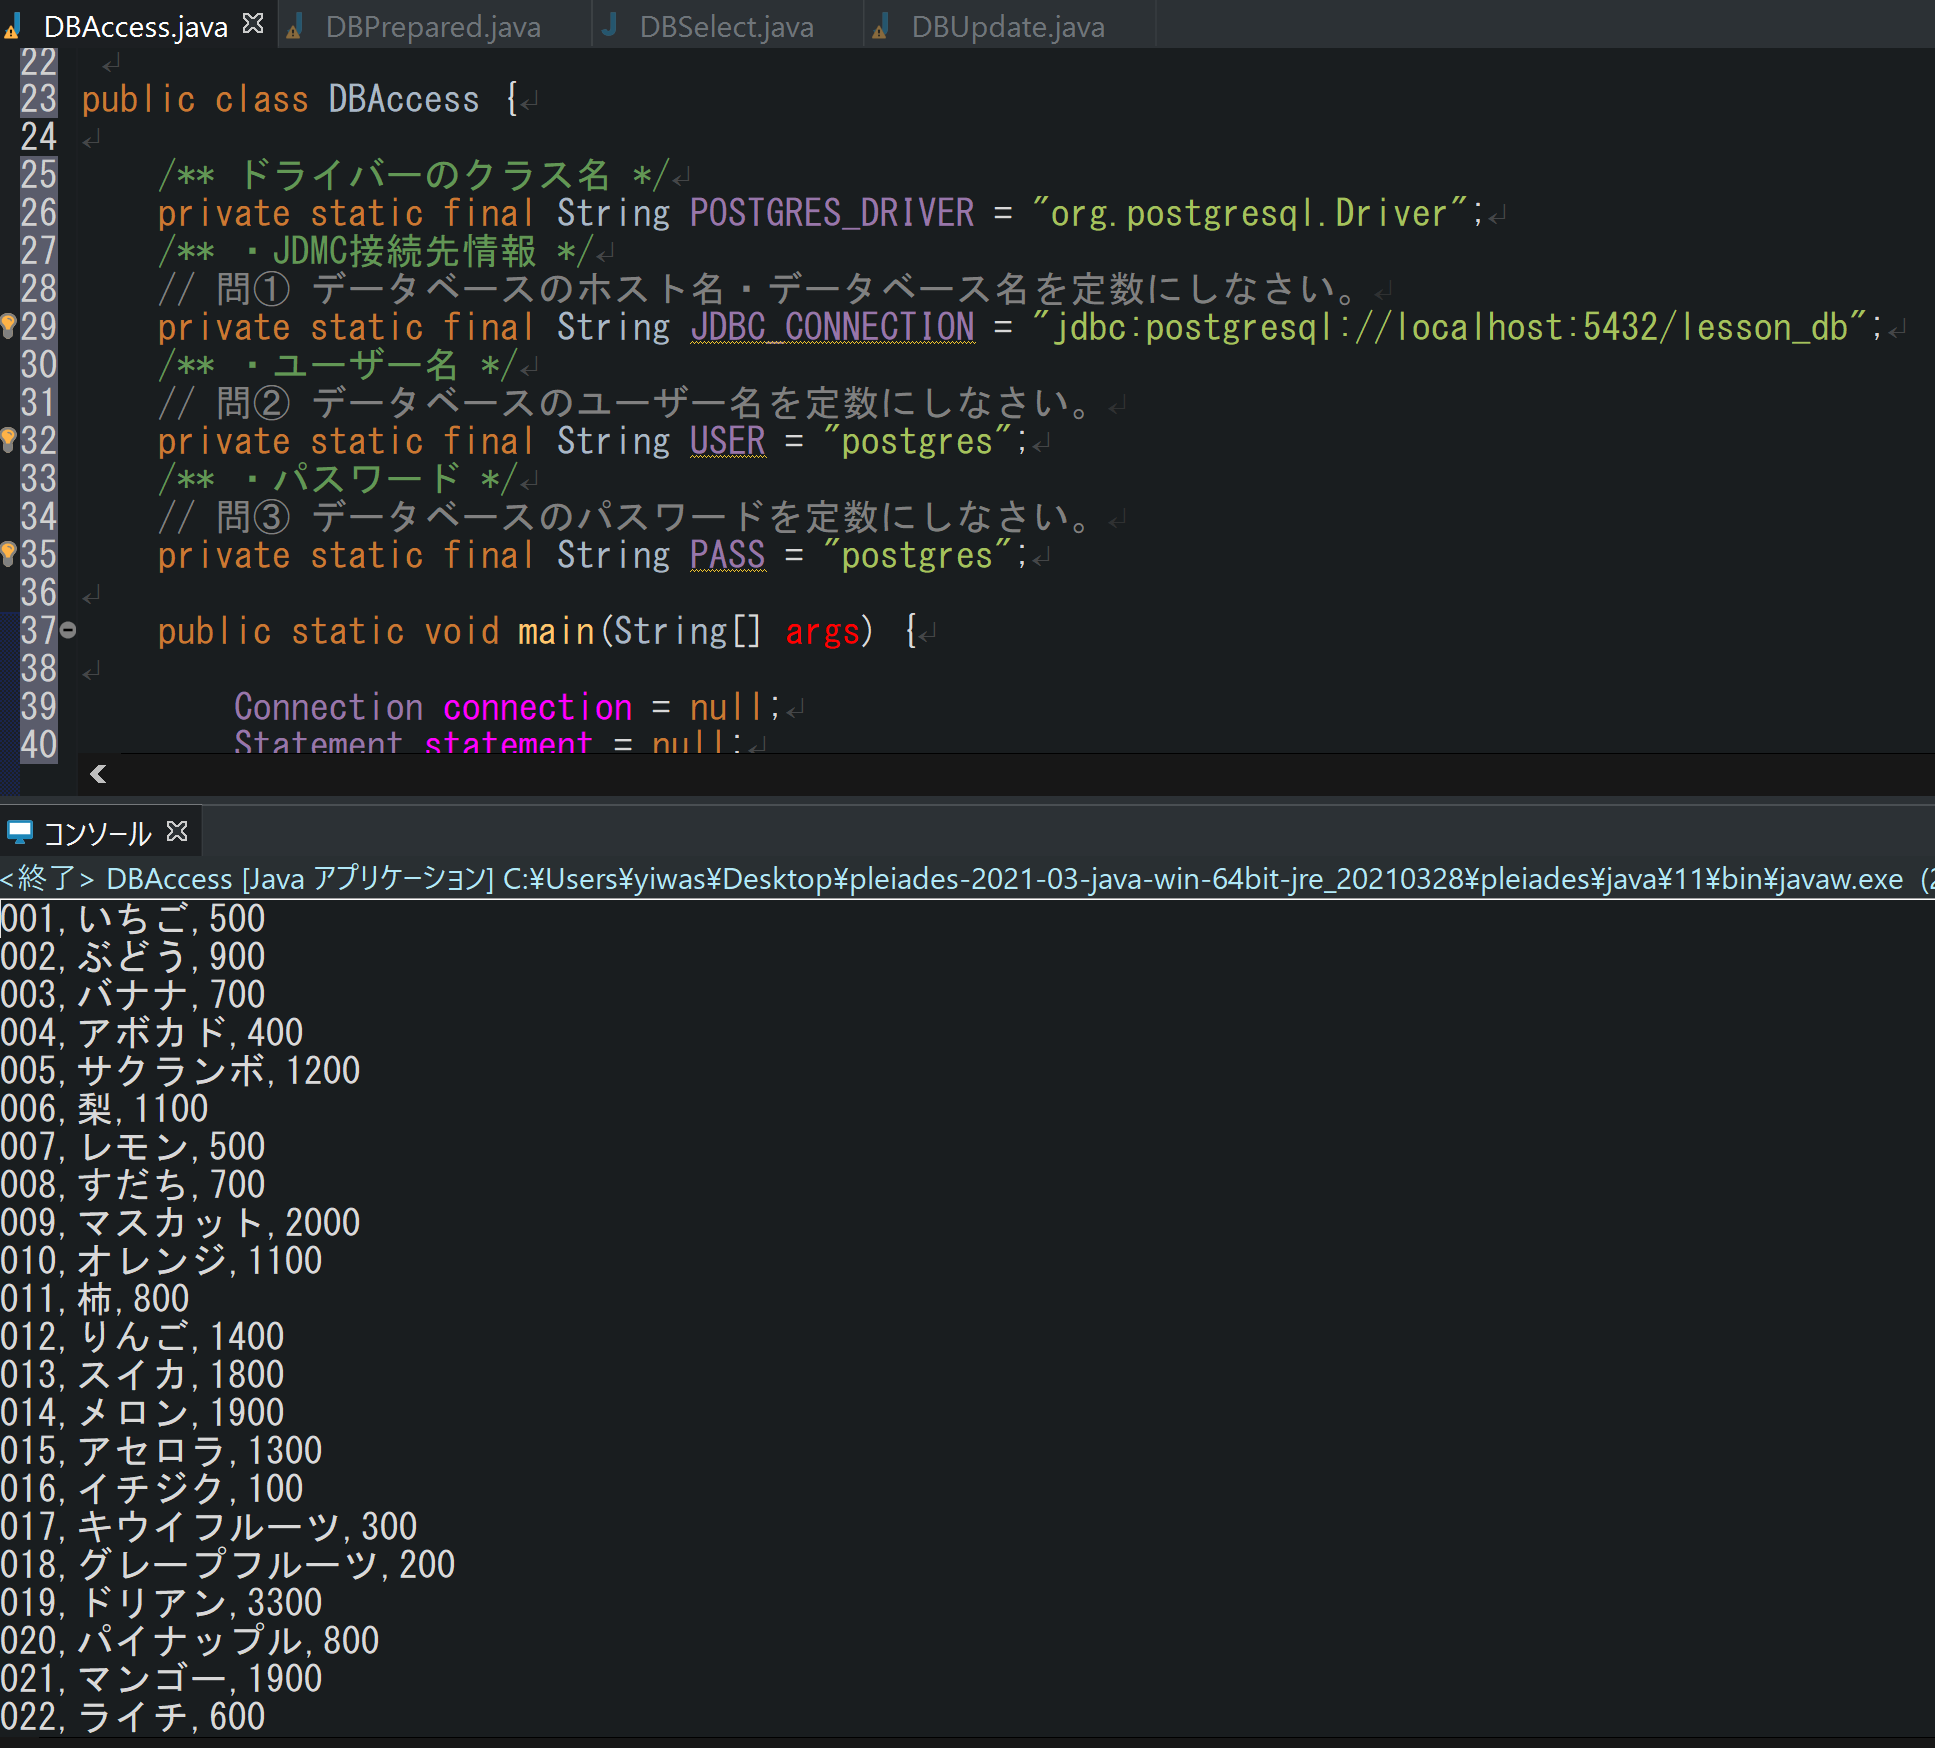 DBAccess.java DBPrepared.java DBSelect.java DBUpdate.java
22
23 public class DBAccess {
24
25 /** ドライバーのクラス名 */
26 private static final String POSTGRES_DRIVER = "org.postgresql.Driver";
27 /** ・JDMC接続先情報 */
28 // 問① データベースのホスト名・データベース名を定数にしなさい。
29 private static final String JDBC_CONNECTION = "jdbc:postgresql://localhost:5432/lesson_db";
30 /** ・ユーザー名 */
31 // 問② データベースのユーザー名を定数にしなさい。
32 private static final String USER = "postgres";
33 /** ・パスワード */
34 // 問③ データベースのパスワードを定数にしなさい。
35 private static final String PASS = "postgres";
36
37 public static void main(String[] args) {
38
39 Connection connection = null;
40 Statement statement = null;
コンソール
<終了> DBAccess [Java アプリケーション] C:¥Users¥yiwas¥Desktop¥pleiades-2021-03-java-win-64bit-jre_20210328¥pleiades¥java¥11¥bin¥javaw.exe (2
001,いちご,500
002,ぶどう,900
003,バナナ,700
004,アボカド,400
005,サクランボ,1200
006,梨,1100
007,レモン,500
008,すだち,700
009,マスカット,2000
010,オレンジ,1100
011,柿,800
012,りんご,1400
013,スイカ,1800
014,メロン,1900
015,アセロラ,1300
016,イチジク,100
017,キウイフルーツ,300
018,グレープフルーツ,200
019,ドリアン,3300
020,パイナップル,800
021,マンゴー,1900
022,ライチ,600